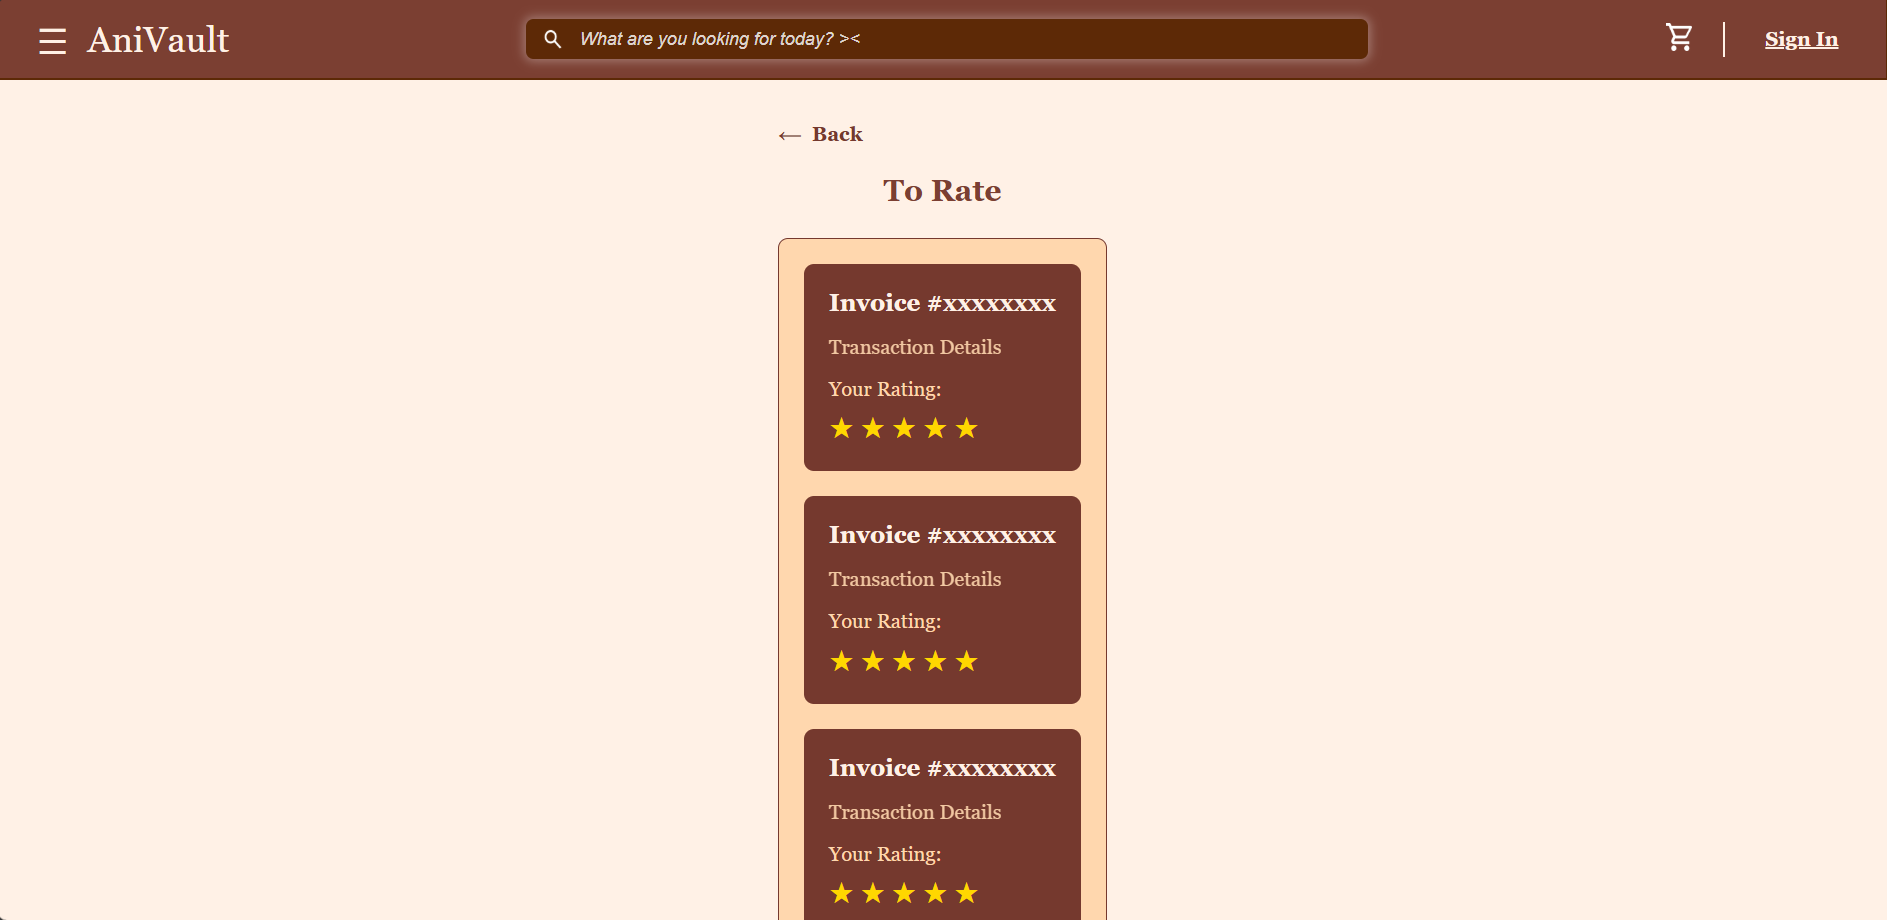 AniVault
What are you looking for today? ><
Sign In
← Back
To Rate
Invoice #xxxxxxxx
Transaction Details
Your Rating:
★ ★ ★ ★ ★
Invoice #xxxxxxxx
Transaction Details
Your Rating:
★ ★ ★ ★ ★
Invoice #xxxxxxxx
Transaction Details
Your Rating:
★ ★ ★ ★ ★